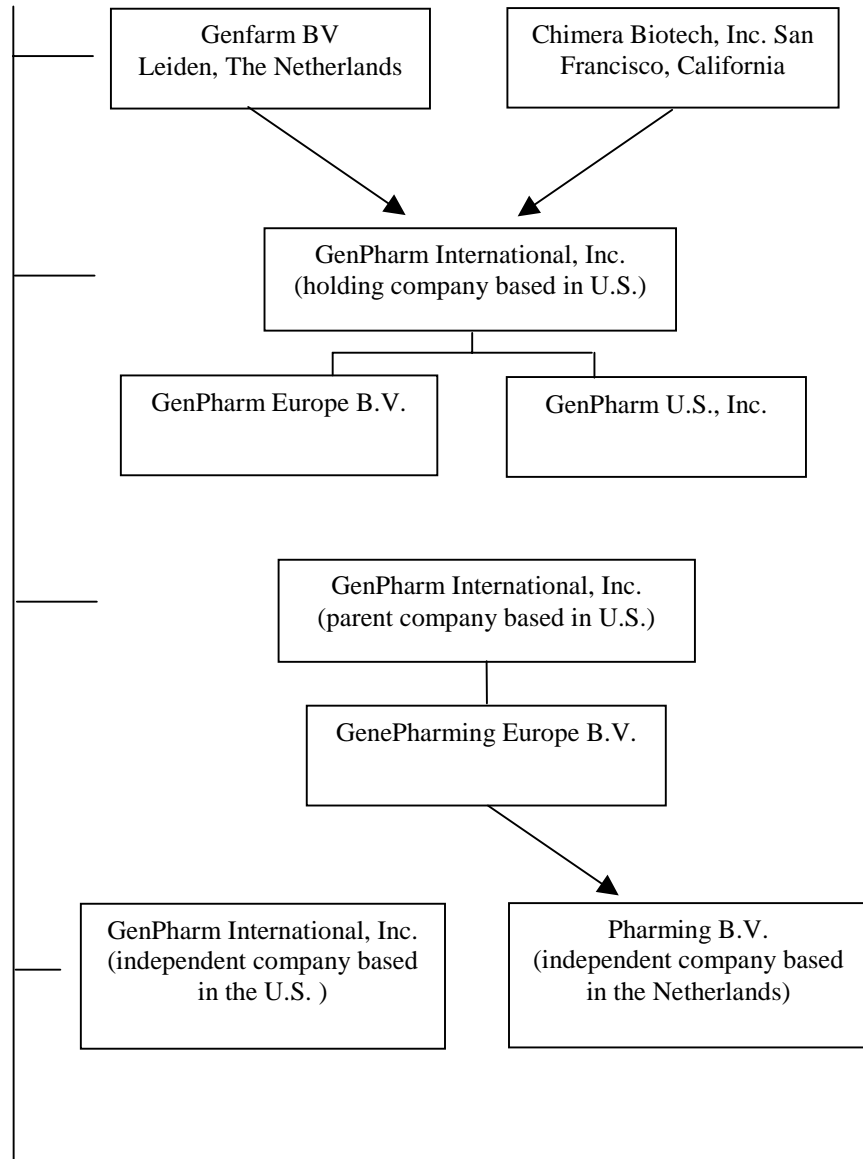 Genfarm BV
Leiden, The Netherlands
Chimera Biotech, Inc. San
Francisco, California
GenPharm International, Inc.
(holding company based in U.S.)
GenPharm Europe B.V.
GenPharm U.S., Inc.
GenPharm International, Inc.
(parent company based in U.S.)
GenePharming Europe B.V.
GenPharm International, Inc.
(independent company based
in the U.S. )
Pharming B.V.
(independent company based
in the Netherlands)